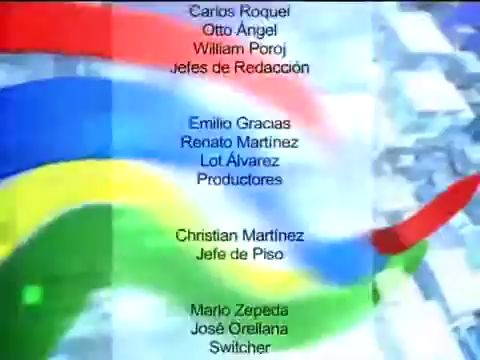 Carlos Roquel
Otto Ángel
William Poroj
Jefes de Redacción
Emilio Gracias
Renato Martínez
Lot Álvarez
Productores
Christian Martínez
Jefe de Piso
Mario Zepeda
José Orellana
Switcher